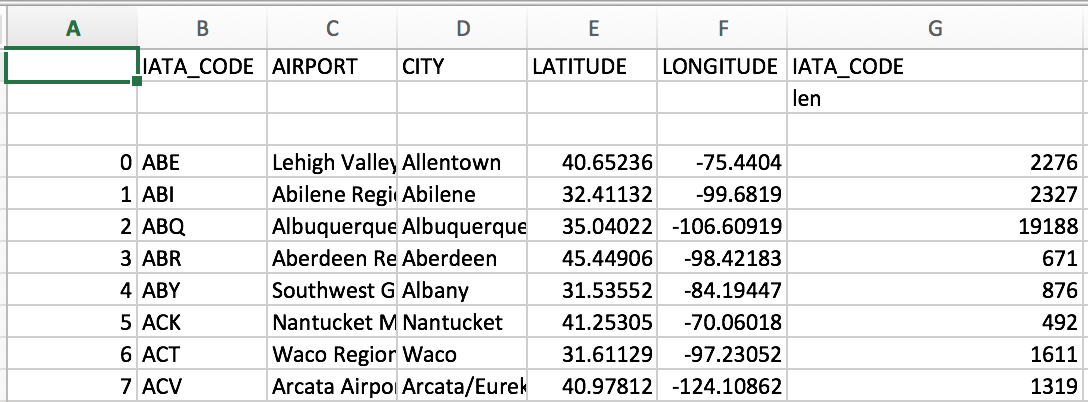 A B C D E F G
IATA_CODE AIRPORT CITY LATITUDE LONGITUDE IATA_CODE
len
0 ABE Lehigh Valley Allentown 40.65236 -75.4404 2276
1 ABI Abilene Regi Abilene 32.41132 -99.6819 2327
2 ABQ Albuquerque Albuquerque 35.04022 -106.60919 19188
3 ABR Aberdeen Re Aberdeen 45.44906 -98.42183 671
4 ABY Southwest G Albany 31.53552 -84.19447 876
5 ACK Nantucket M Nantucket 41.25305 -70.06018 492
6 ACT Waco Region Waco 31.61129 -97.23052 1611
7 ACV Arcata Airpo Arcata/Eurek 40.97812 -124.10862 1319